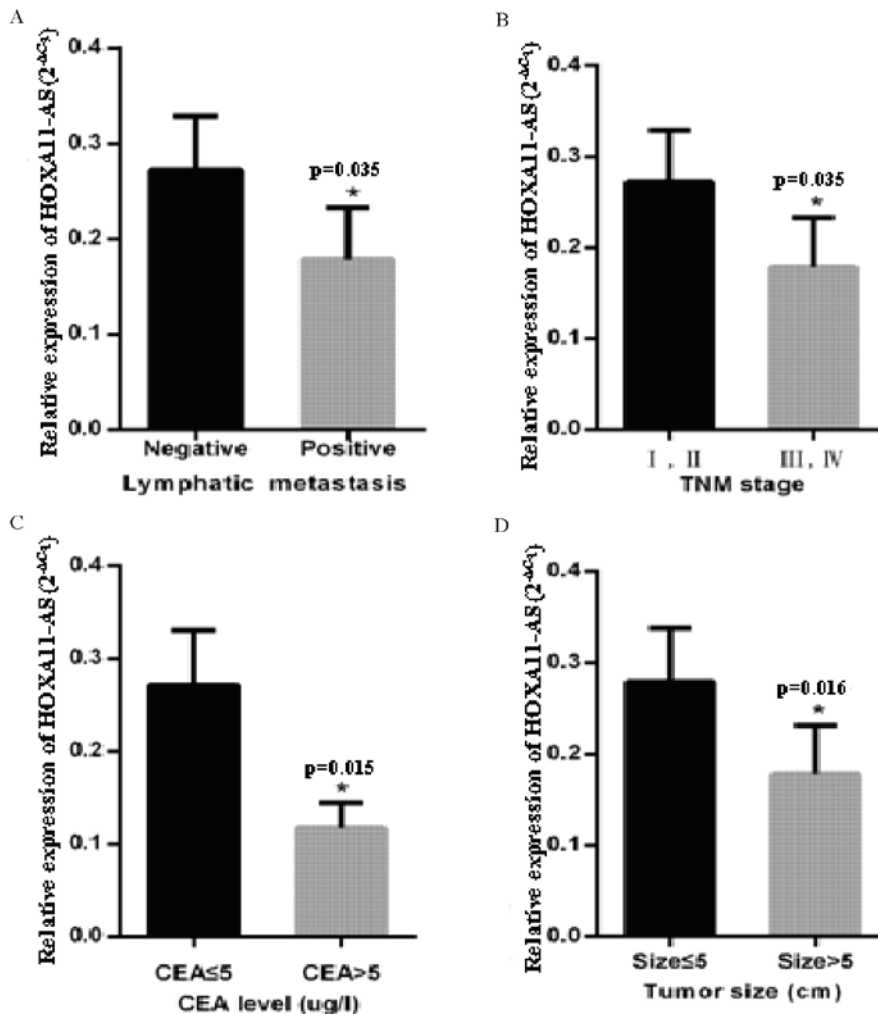 A
Relative expression of HOXA11-AS(2-ΔCt)
0.4
0.3
0.2
0.1
0.0
p=0.035
*
Negative Positive
Lymphatic metastasis
B
Relative expression of HOXA11-AS(2-ΔCt)
0.4
0.3
0.2
0.1
0.0
p=0.035
*
I , II III, IV
TNM stage
C
Relative expression of HOXA11-AS(2-ΔCt)
0.4
0.3
0.2
0.1
0.0
p=0.015
*
CEA≤5 CEA>5
CEA level (ug/l)
D
Relative expression of HOXA11-AS(2-ΔCt)
0.4
0.3
0.2
0.1
0.0
p=0.016
*
Size≤5 Size>5
Tumor size (cm)